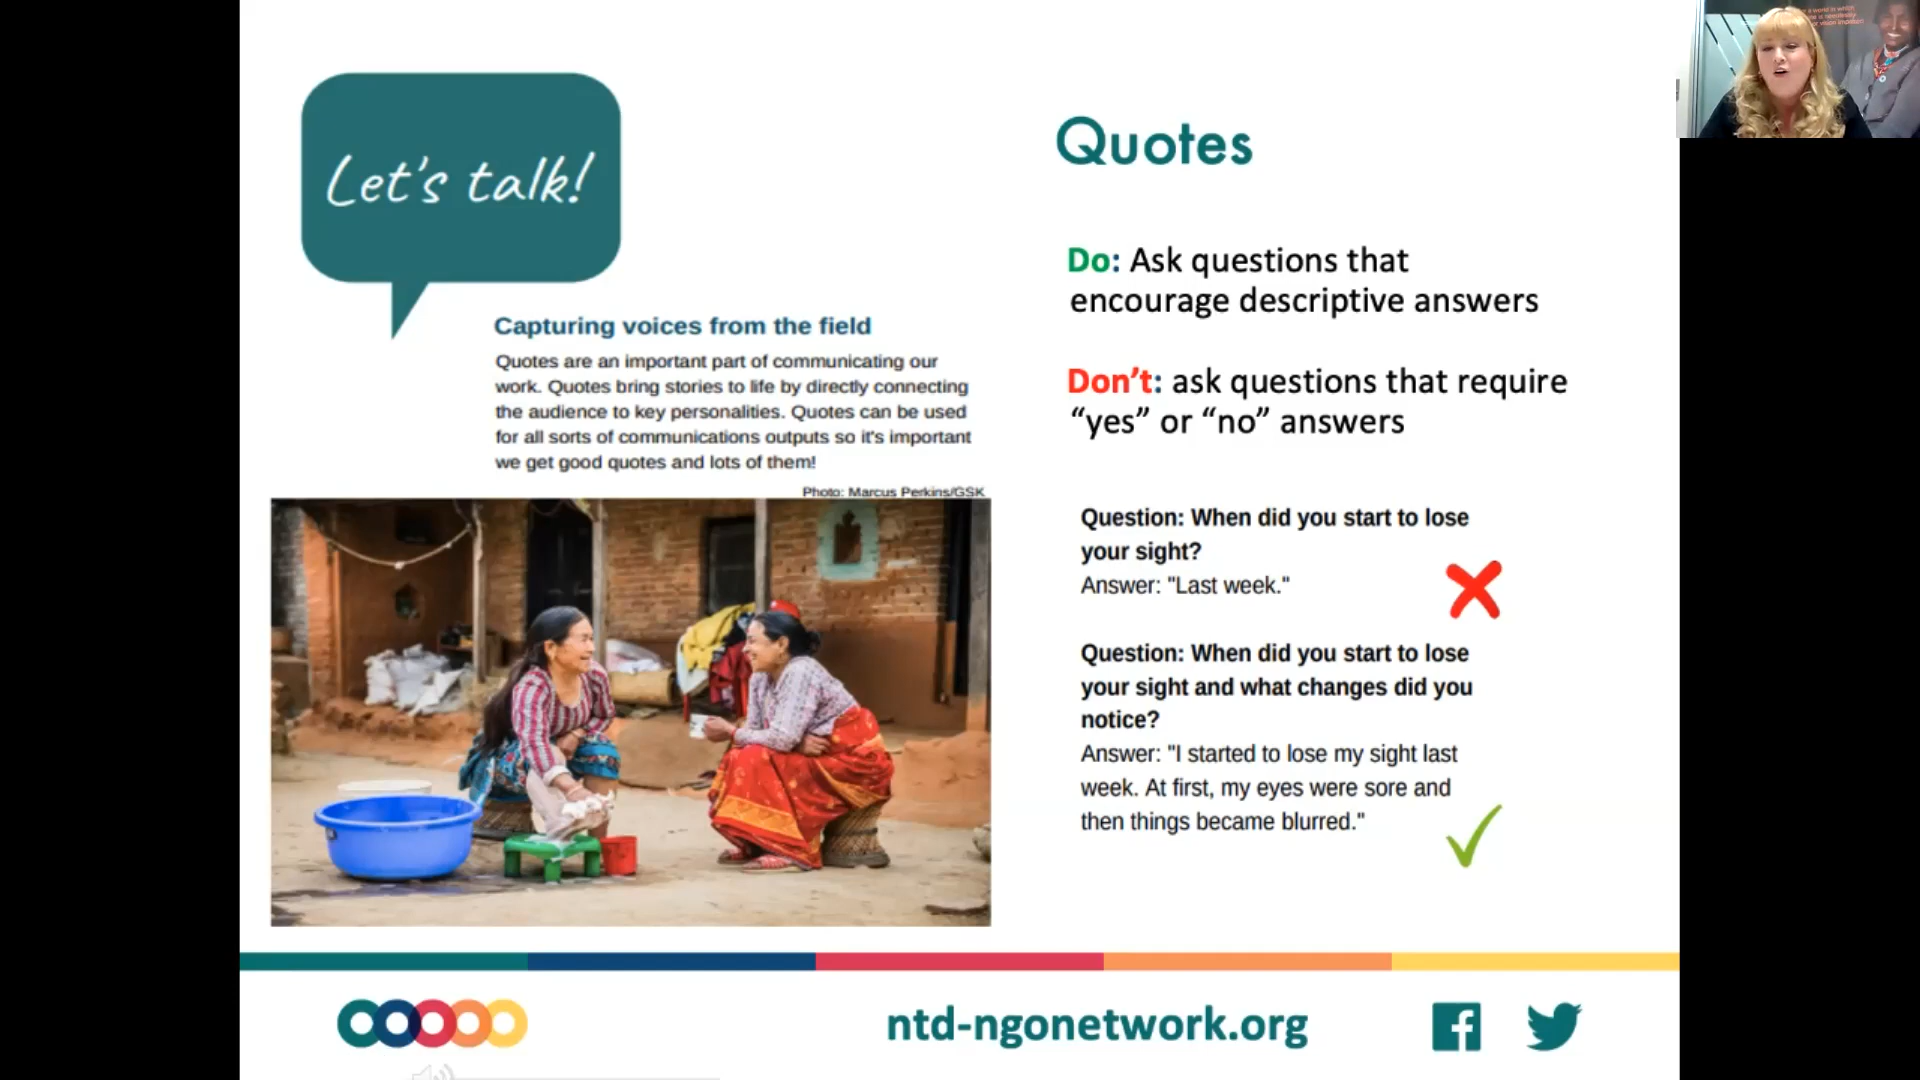 Let's talk!
Capturing voices from the field
Quotes are an important part of communicating our
work. Quotes bring stories to life by directly connecting
the audience to key personalities. Quotes can be used
for all sorts of communications outputs so it's important
we get good quotes and lots of them!
Photo: Marcus Perkins/GSK
Quotes
Do: Ask questions that
encourage descriptive answers
Don't: ask questions that require
“yes” or “no” answers
Question: When did you start to lose
your sight?
Answer: "Last week."
Question: When did you start to lose
your sight and what changes did you
notice?
Answer: "I started to lose my sight last
week. At first, my eyes were sore and
then things became blurred."
ntd-ngonetwork.org